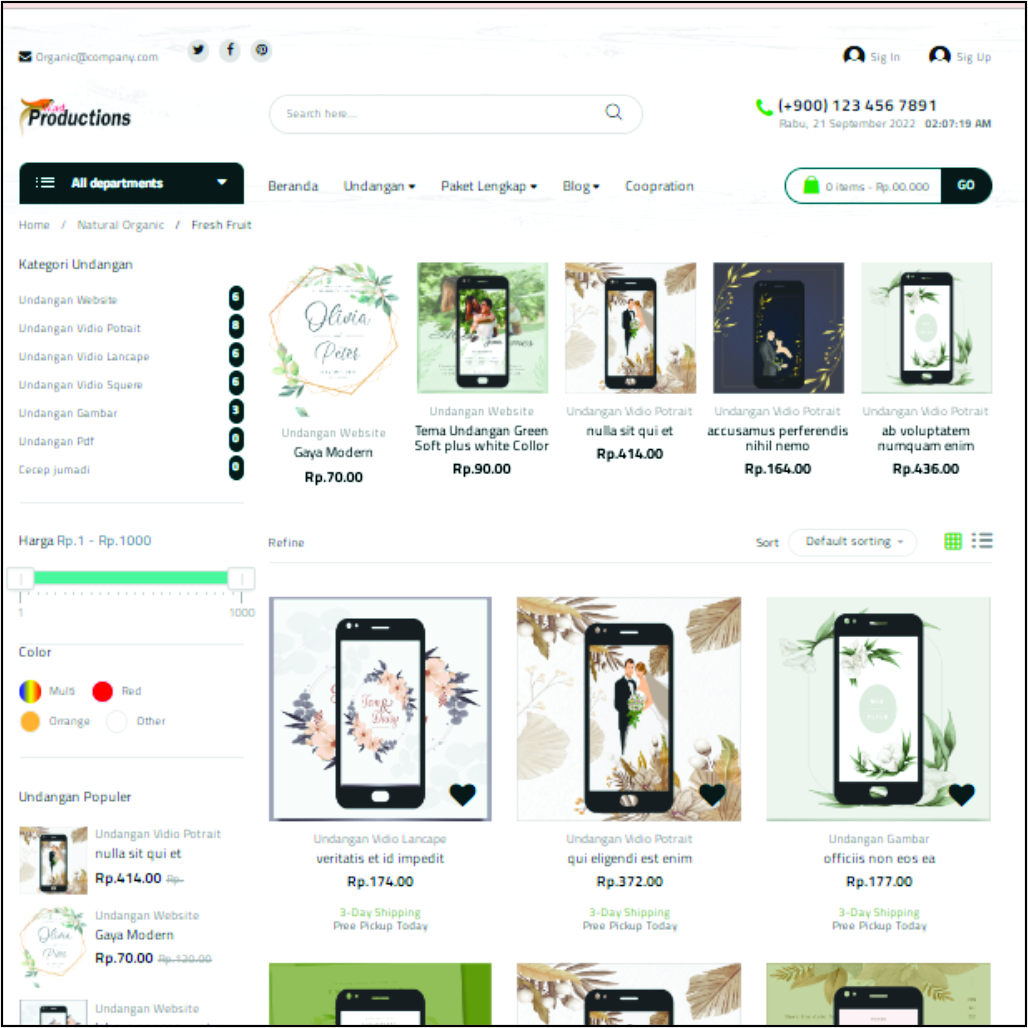 Organic@company.com
Sig In
Sig Up
Productions
Search here...
(+900) 123 456 7891
Rabu, 21 September 2022 02:07:19 AM
All departments
Beranda
Undangan
Paket Lengkap
Blog
Coopration
0 items - Rp.00.000
GO
Home / Natural Organic / Fresh Fruit
Kategori Undangan
Undangan Website 6
Undangan Vidio Potrait 8
Undangan Vidio Lancape 6
Undangan Vidio Squere 6
Undangan Gambar 3
Undangan Pdf 0
Cecep jumadi 0
Olivia
Peter
Undangan Website
Gaya Modern
Rp.70.00
Undangan Website
Tema Undangan Green
Soft plus white Collor
Rp.90.00
Undangan Vidio Potrait
nulla sit qui et
Rp.414.00
Undangan Vidio Potrait
accusamus perferendis
nihil nemo
Rp.164.00
Undangan Vidio Potrait
ab voluptatem
numquam enim
Rp.436.00
Harga Rp.1 - Rp.1000
1
1000
Color
Multi
Red
Orrange
Other
Undangan Populer
Undangan Vidio Potrait
nulla sit qui et
Rp.414.00 Rp.-
Undangan Website
Gaya Modern
Rp.70.00 Rp.120.00
Undangan Website
Refine
Sort
Default sorting
Undangan Vidio Lancape
veritatis et id impedit
Rp.174.00
3-Day Shipping
Pree Pickup Today
Undangan Vidio Potrait
qui eligendi est enim
Rp.372.00
3-Day Shipping
Pree Pickup Today
Undangan Gambar
officiis non eos ea
Rp.177.00
3-Day Shipping
Pree Pickup Today